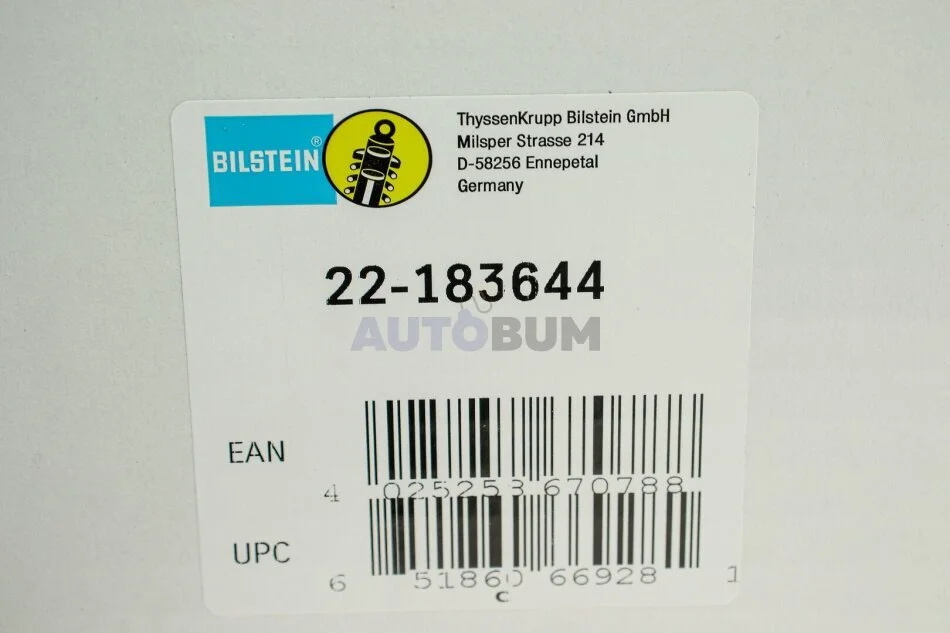 BILSTEIN®
ThyssenKrupp Bilstein GmbH
Milsper Strasse 214
D-58256 Ennepetal
Germany
22-183644
AUTOBUM
EAN
4 025253 670788
UPC
6 51860 66928 1
C